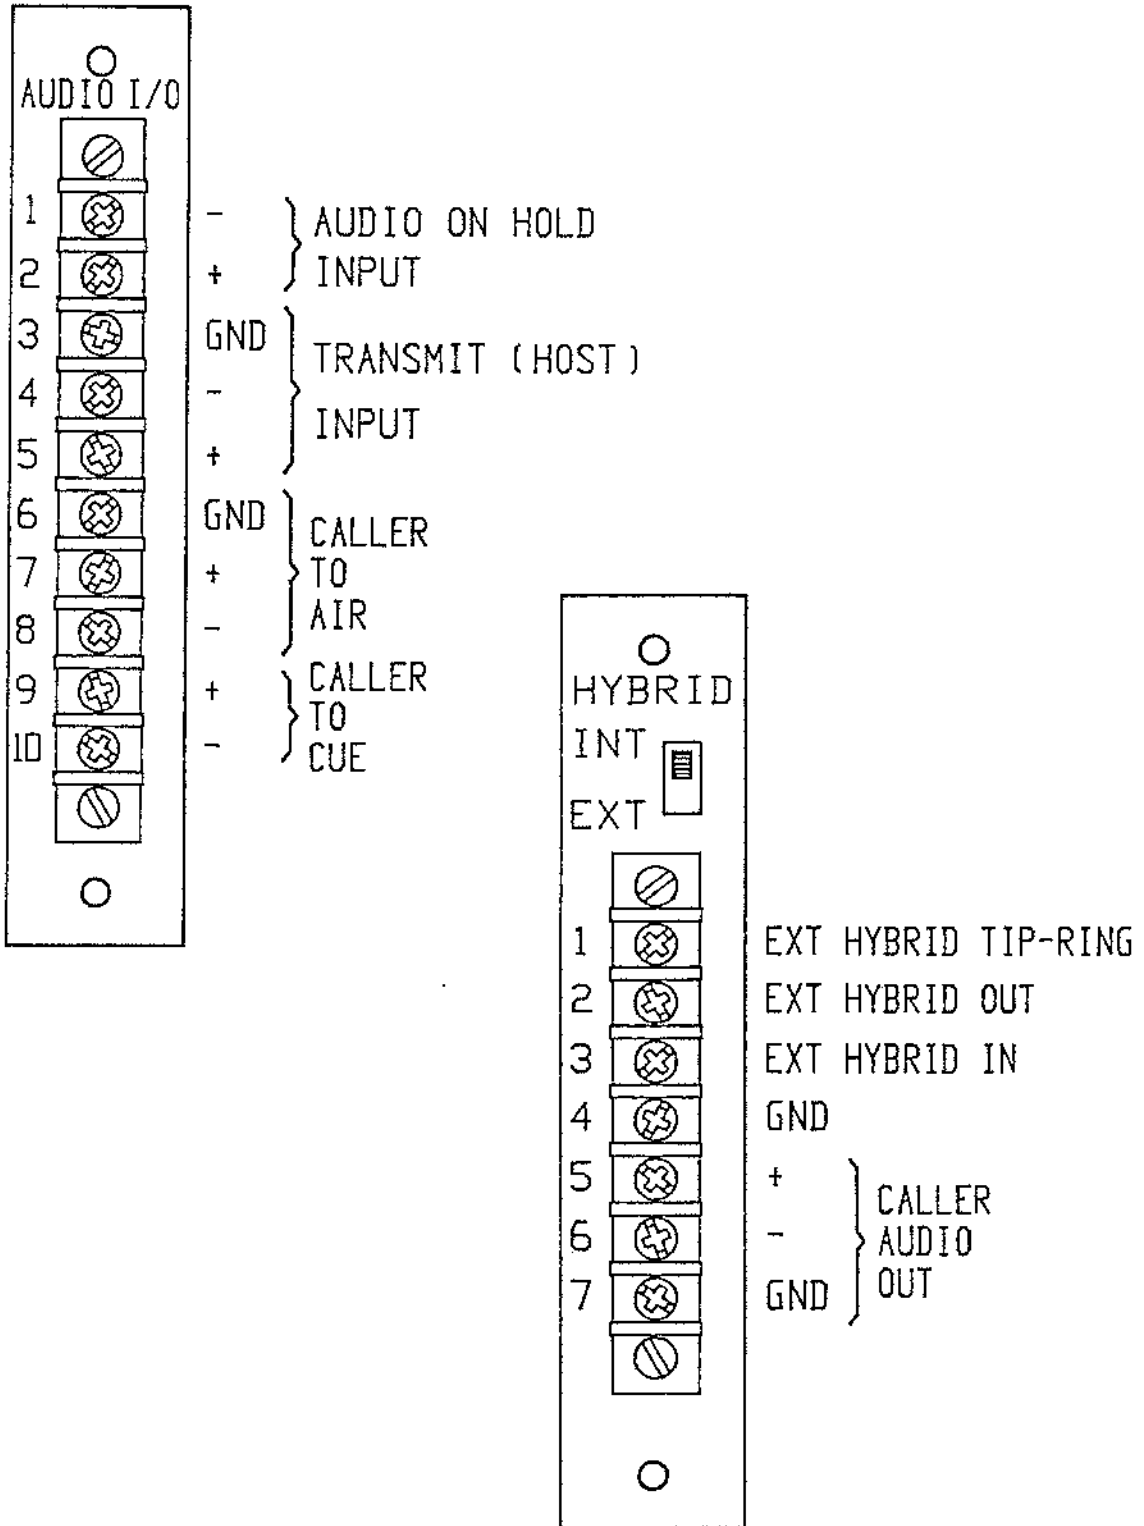 AUDIO I/O
1 - AUDIO ON HOLD
2 + INPUT
3 GND
TRANSMIT (HOST)
4 -
INPUT
5 +
6 GND CALLER
7 + TO
8 - AIR
9 + CALLER
TO
10 - CUE
HYBRID
INT
EXT
1 EXT HYBRID TIP-RING
2 EXT HYBRID OUT
3 EXT HYBRID IN
4 GND
5 + CALLER
6 - AUDIO
7 GND OUT